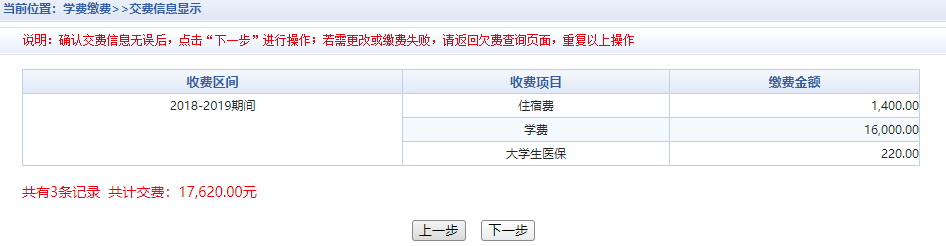 当前位置：学费缴费>>交费信息显示
说明：确认交费信息无误后，点击“下一步”进行操作；若需更改或缴费失败，请返回欠费查询页面，重复以上操作
收费区间 收费项目 缴费金额
2018-2019期间 住宿费 1,400.00
学费 16,000.00
大学生医保 220.00
共有3条记录 共计交费：17,620.00元
上一步 下一步